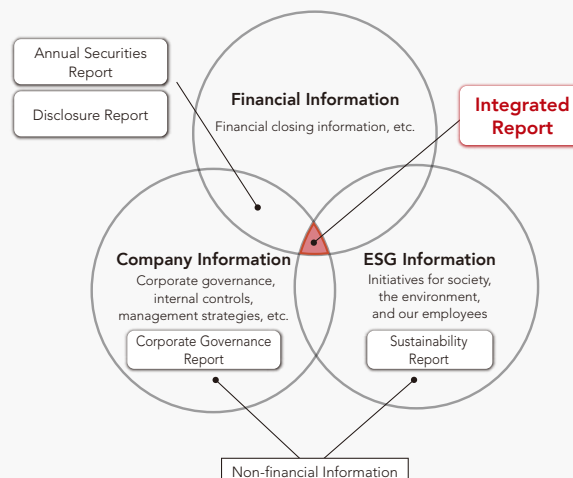 Annual Securities
Report
Disclosure Report
Financial Information
Financial closing information, etc.
Integrated
Report
Company Information
Corporate governance,
internal controls,
management strategies, etc.
Corporate Governance
Report
ESG Information
Initiatives for society,
the environment,
and our employees
Sustainability
Report
Non-financial Information